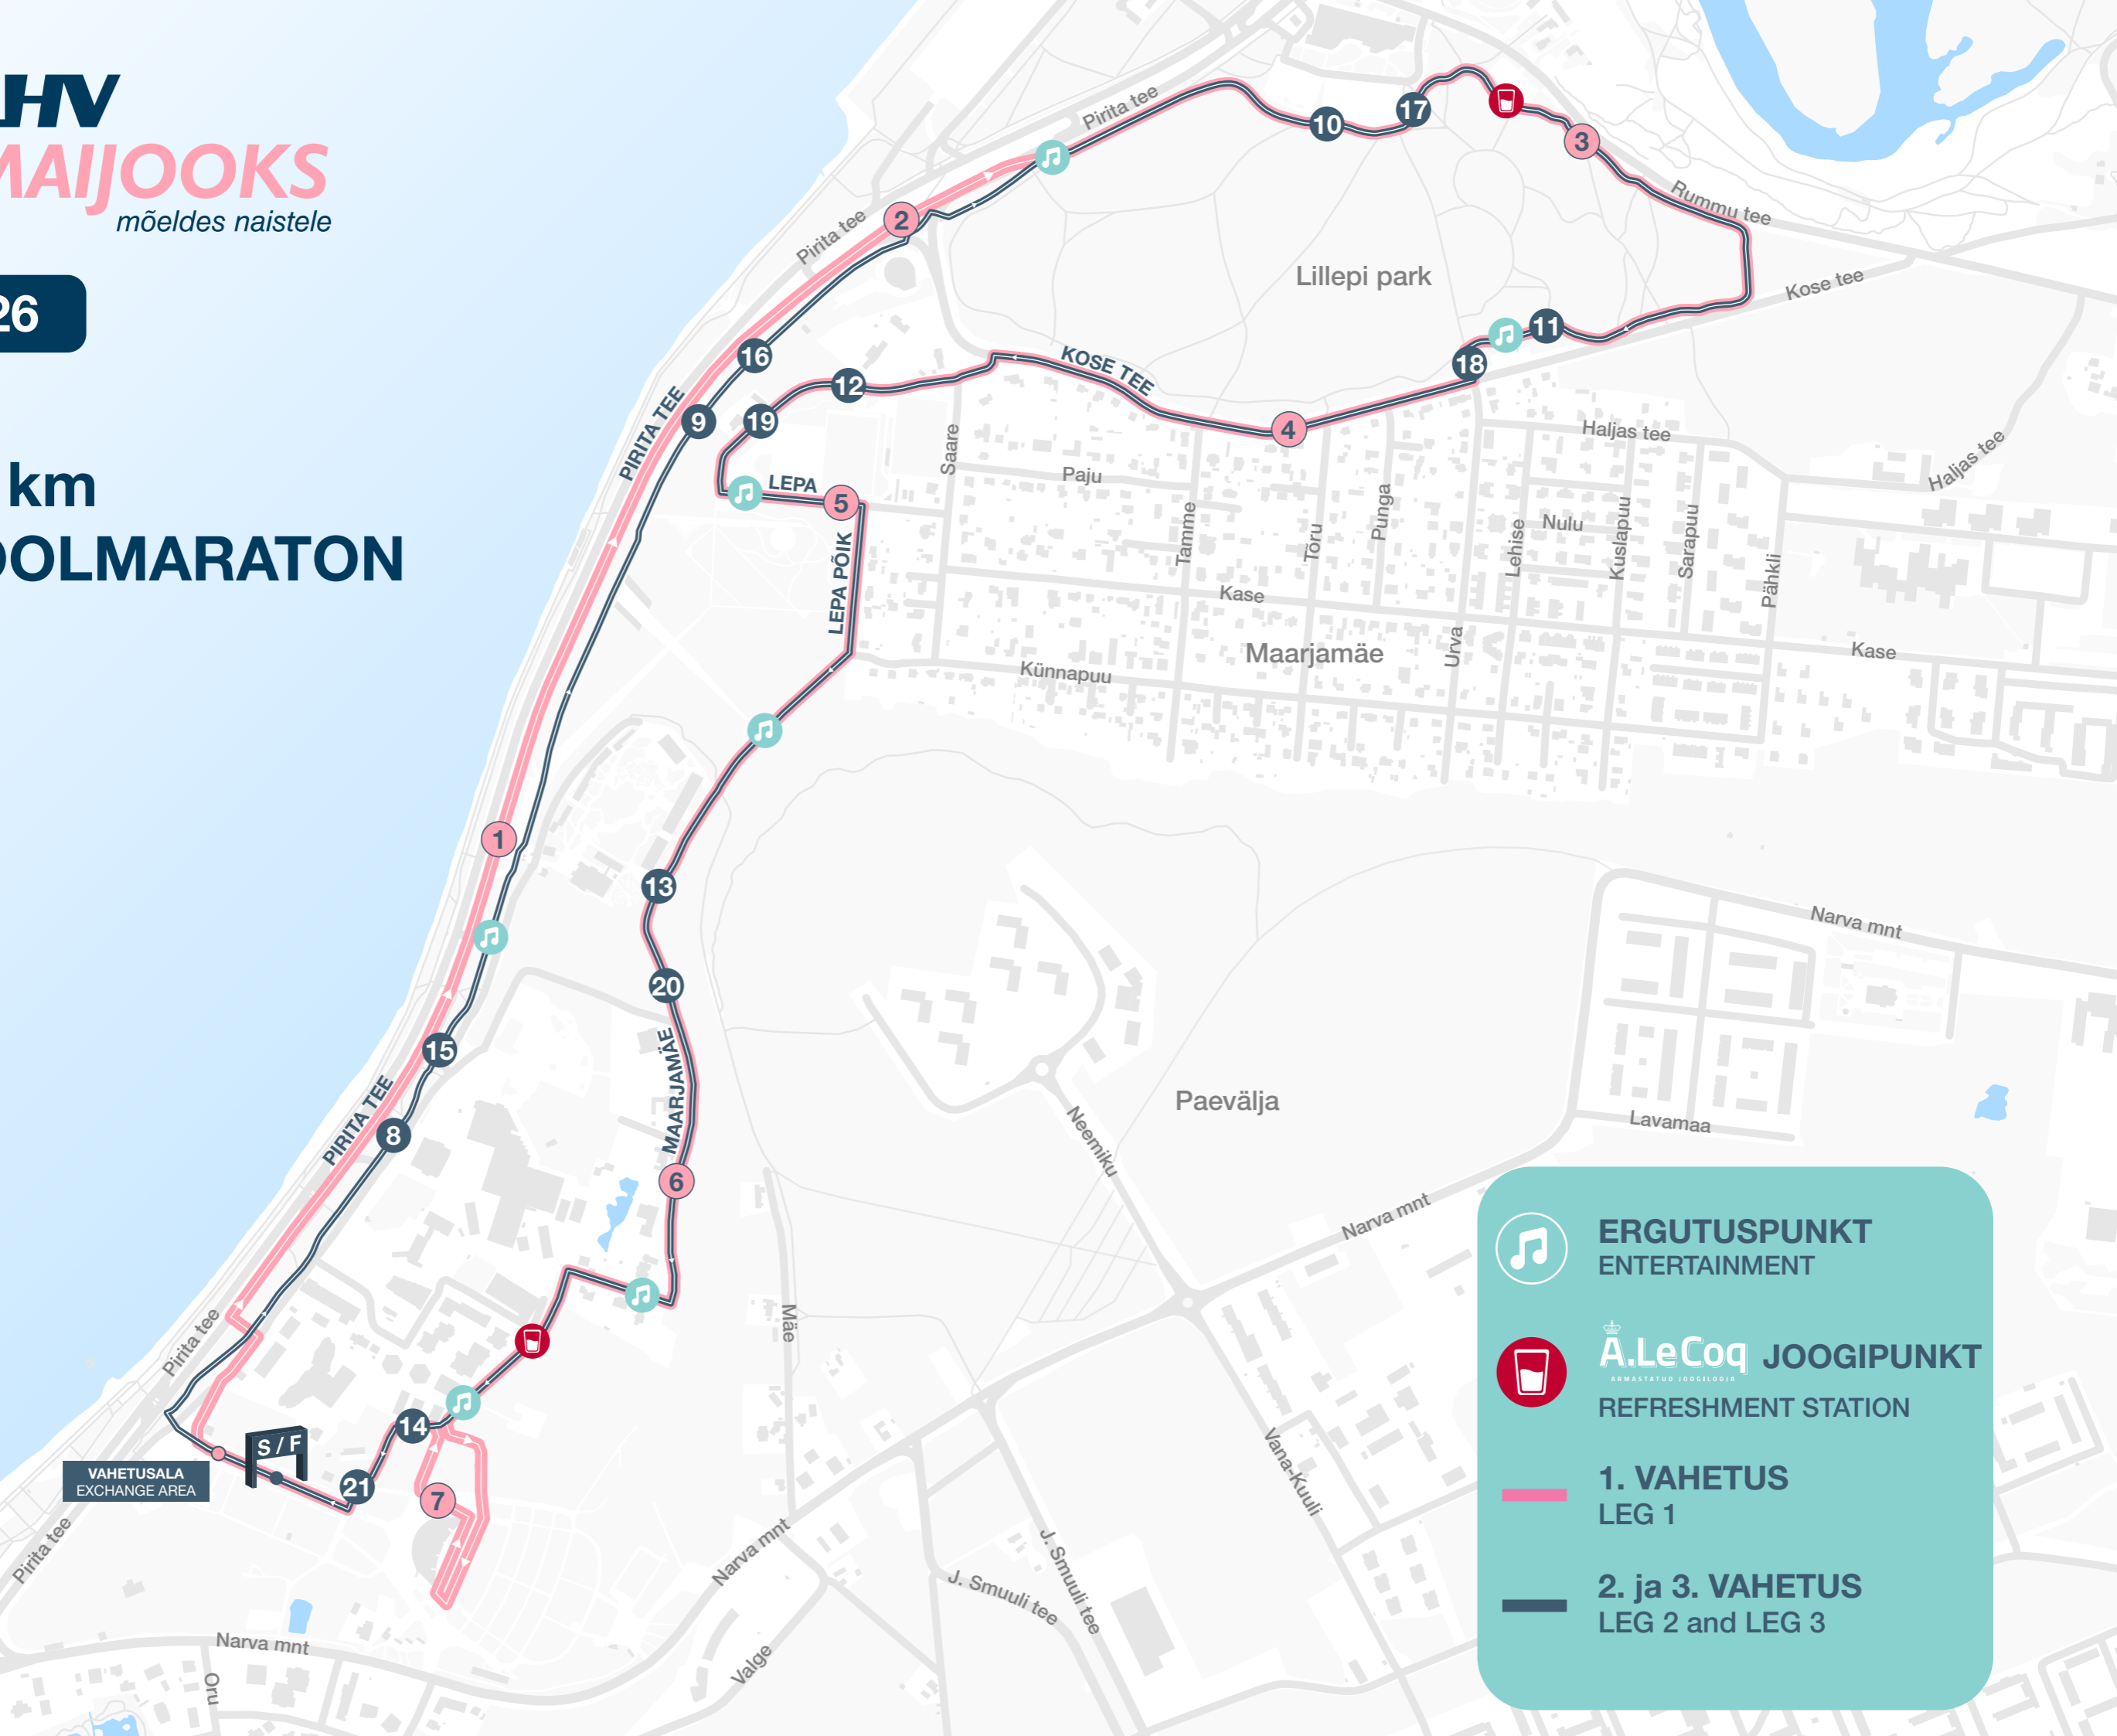 LHV
MAIJOOKS
mõeldes naistele
26
km
OOLMARATON
Pirita tee
Pirita tee
10
17
3
2
Rummu tee
Kose tee
Lillepi park
11
18
16
12
KOSE TEE
9
19
4
PIRITA TEE
LEPA
5
Saare
Haljas tee
Haljas tee
Paju
Tamme
Toru
Punga
Lehise
Nulu
Kuslapuu
Sarapuu
Pähkli
LEPA PÕIK
Kase
Maarjamäe
Urva
Kase
Künnapuu
1
13
Narva mnt
20
15
MAARJAMÄE
PIRITA TEE
8
Paevälja
Neemiku
Lavamaa
6
Narva mnt
Pirita tee
Mäe
14
S / F
VAHETUSALA
EXCHANGE AREA
21
7
Vana-Kuuli
Pirita tee
Narva mnt
J. Smuuli tee
J. Smuuli tee
Narva mnt
Valge
Oru
ERGUTUSPUNKT
ENTERTAINMENT
A.LeCoq JOOGIPUNKT
ARMASTATUD JOOGILOOJA
REFRESHMENT STATION
1. VAHETUS
LEG 1
2. ja 3. VAHETUS
LEG 2 and LEG 3